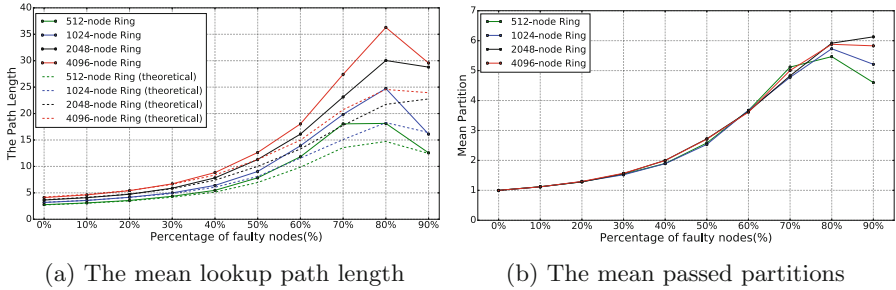 40
35
30
25
20
15
10
5
0
The Path Length
512-node Ring
1024-node Ring
2048-node Ring
4096-node Ring
512-node Ring (theoretical)
1024-node Ring (theoretical)
2048-node Ring (theoretical)
4096-node Ring (theoretical)
0% 10% 20% 30% 40% 50% 60% 70% 80% 90%
Percentage of faulty nodes(%)
(a) The mean lookup path length
7
6
5
4
3
2
1
0
Mean Partition
512-node Ring
1024-node Ring
2048-node Ring
4096-node Ring
0% 10% 20% 30% 40% 50% 60% 70% 80% 90%
Percentage of faulty nodes(%)
(b) The mean passed partitions